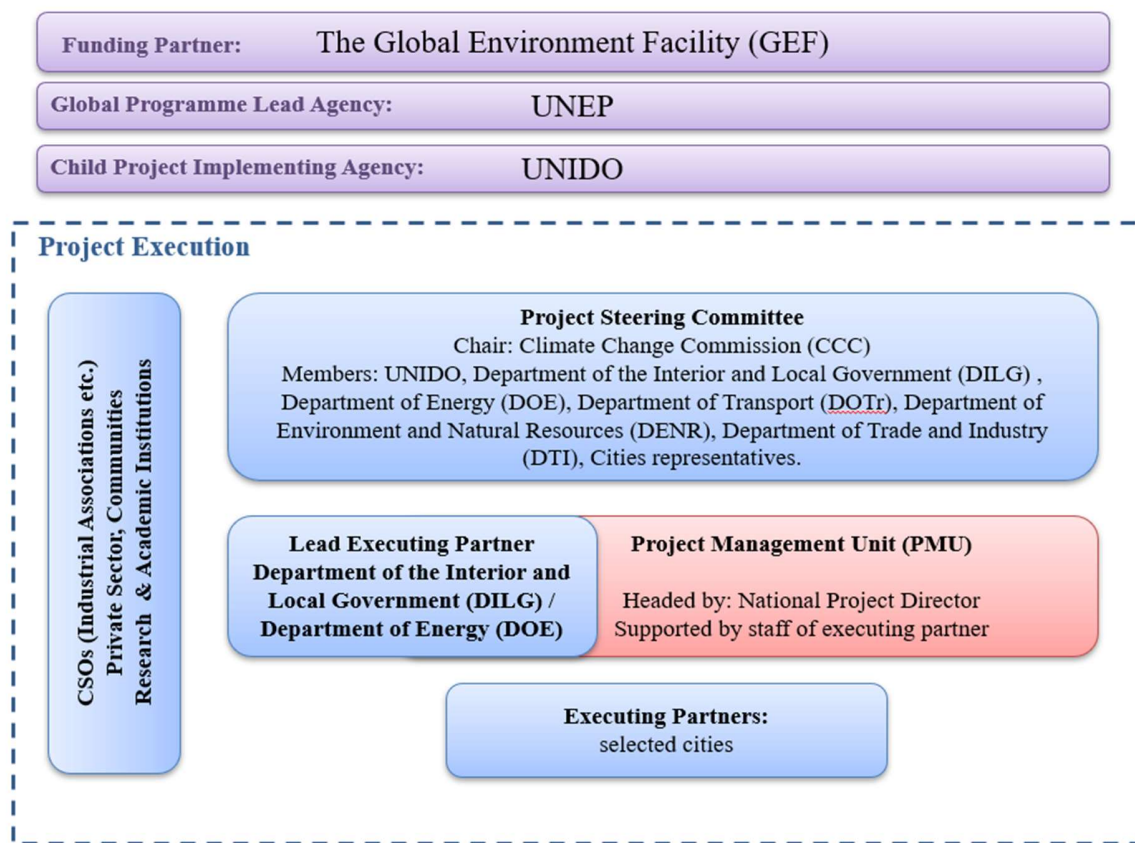 Funding Partner: The Global Environment Facility (GEF)
Global Programme Lead Agency: UNEP
Child Project Implementing Agency: UNIDO
Project Execution
CSOs (Industrial Associations etc.)
Private Sector, Communities
Research & Academic Institutions
Project Steering Committee
Chair: Climate Change Commission (CCC)
Members: UNIDO, Department of the Interior and Local Government (DILG) ,
Department of Energy (DOE), Department of Transport (DOTr), Department of
Environment and Natural Resources (DENR), Department of Trade and Industry
(DTI), Cities representatives.
Lead Executing Partner
Department of the Interior and
Local Government (DILG) /
Department of Energy (DOE)
Project Management Unit (PMU)
Headed by: National Project Director
Supported by staff of executing partner
Executing Partners:
selected cities